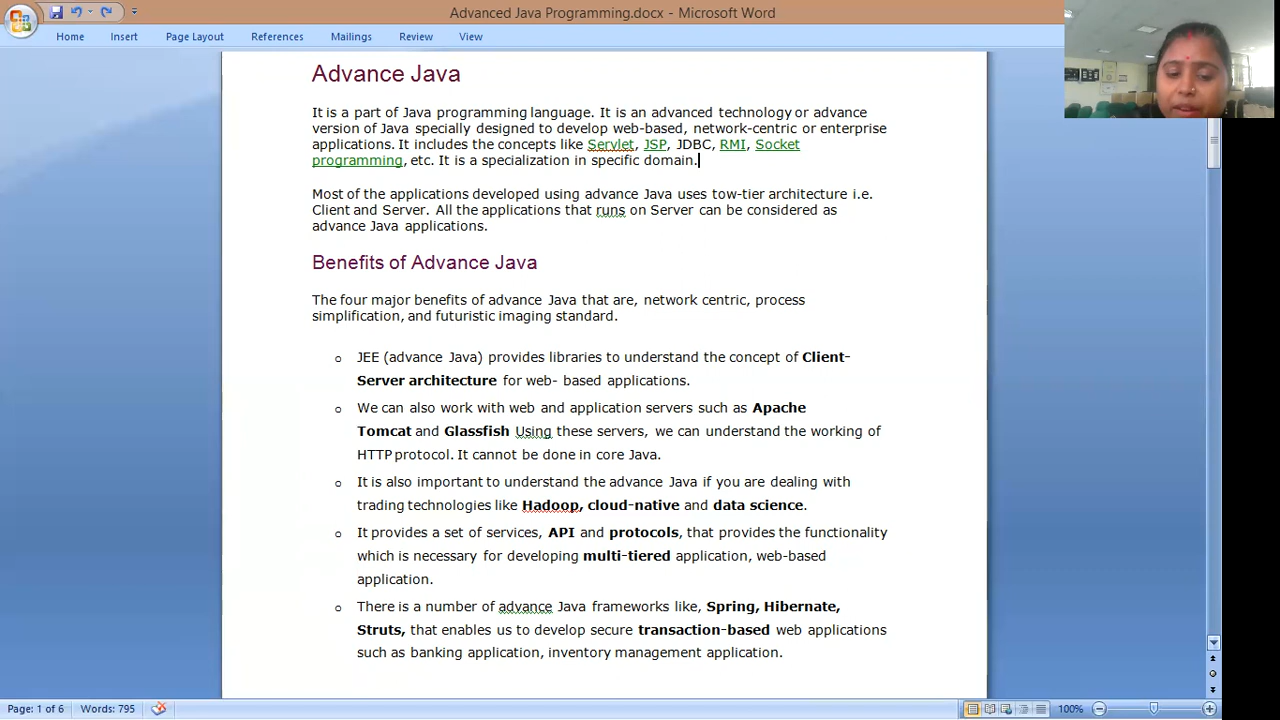 Advanced Java Programming.docx - Microsoft Word
Home Insert Page Layout References Mailings Review View
Advance Java
It is a part of Java programming language. It is an advanced technology or advance
version of Java specially designed to develop web-based, network-centric or enterprise
applications. It includes the concepts like Servlet, JSP, JDBC, RMI, Socket
programming, etc. It is a specialization in specific domain.
Most of the applications developed using advance Java uses tow-tier architecture i.e.
Client and Server. All the applications that runs on Server can be considered as
advance Java applications.
Benefits of Advance Java
The four major benefits of advance Java that are, network centric, process
simplification, and futuristic imaging standard.
o JEE (advance Java) provides libraries to understand the concept of Client-
Server architecture for web- based applications.
o We can also work with web and application servers such as Apache
Tomcat and Glassfish Using these servers, we can understand the working of
HTTP protocol. It cannot be done in core Java.
o It is also important to understand the advance Java if you are dealing with
trading technologies like Hadoop, cloud-native and data science.
o It provides a set of services, API and protocols, that provides the functionality
which is necessary for developing multi-tiered application, web-based
application.
o There is a number of advance Java frameworks like, Spring, Hibernate,
Struts, that enables us to develop secure transaction-based web applications
such as banking application, inventory management application.
Page: 1 of 6 Words: 795 100%